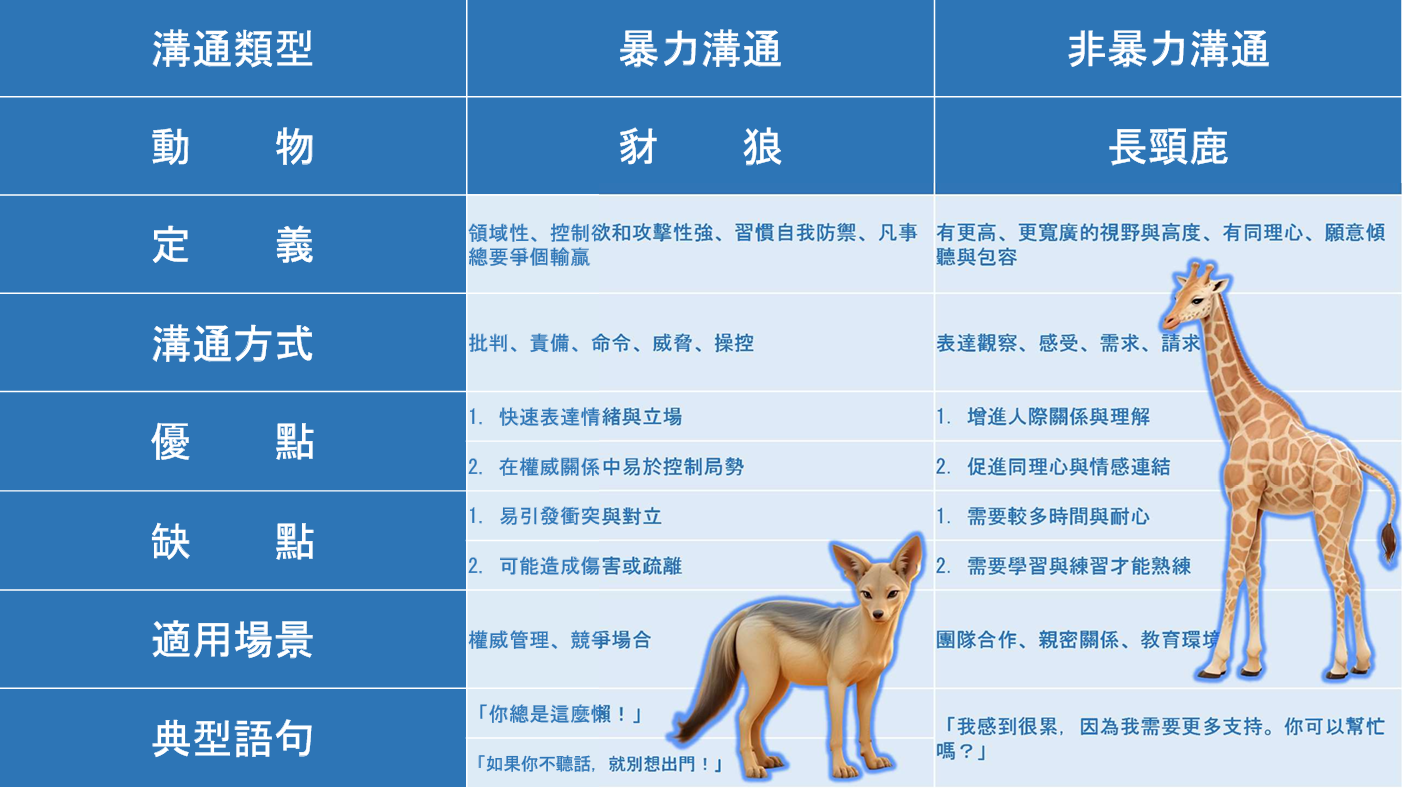 溝通類型 暴力溝通 非暴力溝通
動 物 豺 狼 長頸鹿
定 義
領域性、控制欲和攻擊性強、習慣自我防禦、凡事
總要爭個輸贏
有更高、更寬廣的視野與高度、有同理心、願意傾
聽與包容
溝通方式 批判、責備、命令、威脅、操控 表達觀察、感受、需求、請求
優 點
1. 快速表達情緒與立場
2. 在權威關係中易於控制局勢
1. 增進人際關係與理解
2. 促進同理心與情感連結
缺 點
1. 易引發衝突與對立
2. 可能造成傷害或疏離
1. 需要較多時間與耐心
2. 需要學習與練習才能熟練
適用場景 權威管理、競爭場合 團隊合作、親密關係、教育環境
典型語句
「你總是這麼懶！」
「如果你不聽話，就別想出門！」
「我感到很累，因為我需要更多支持。你可以幫忙
嗎？」